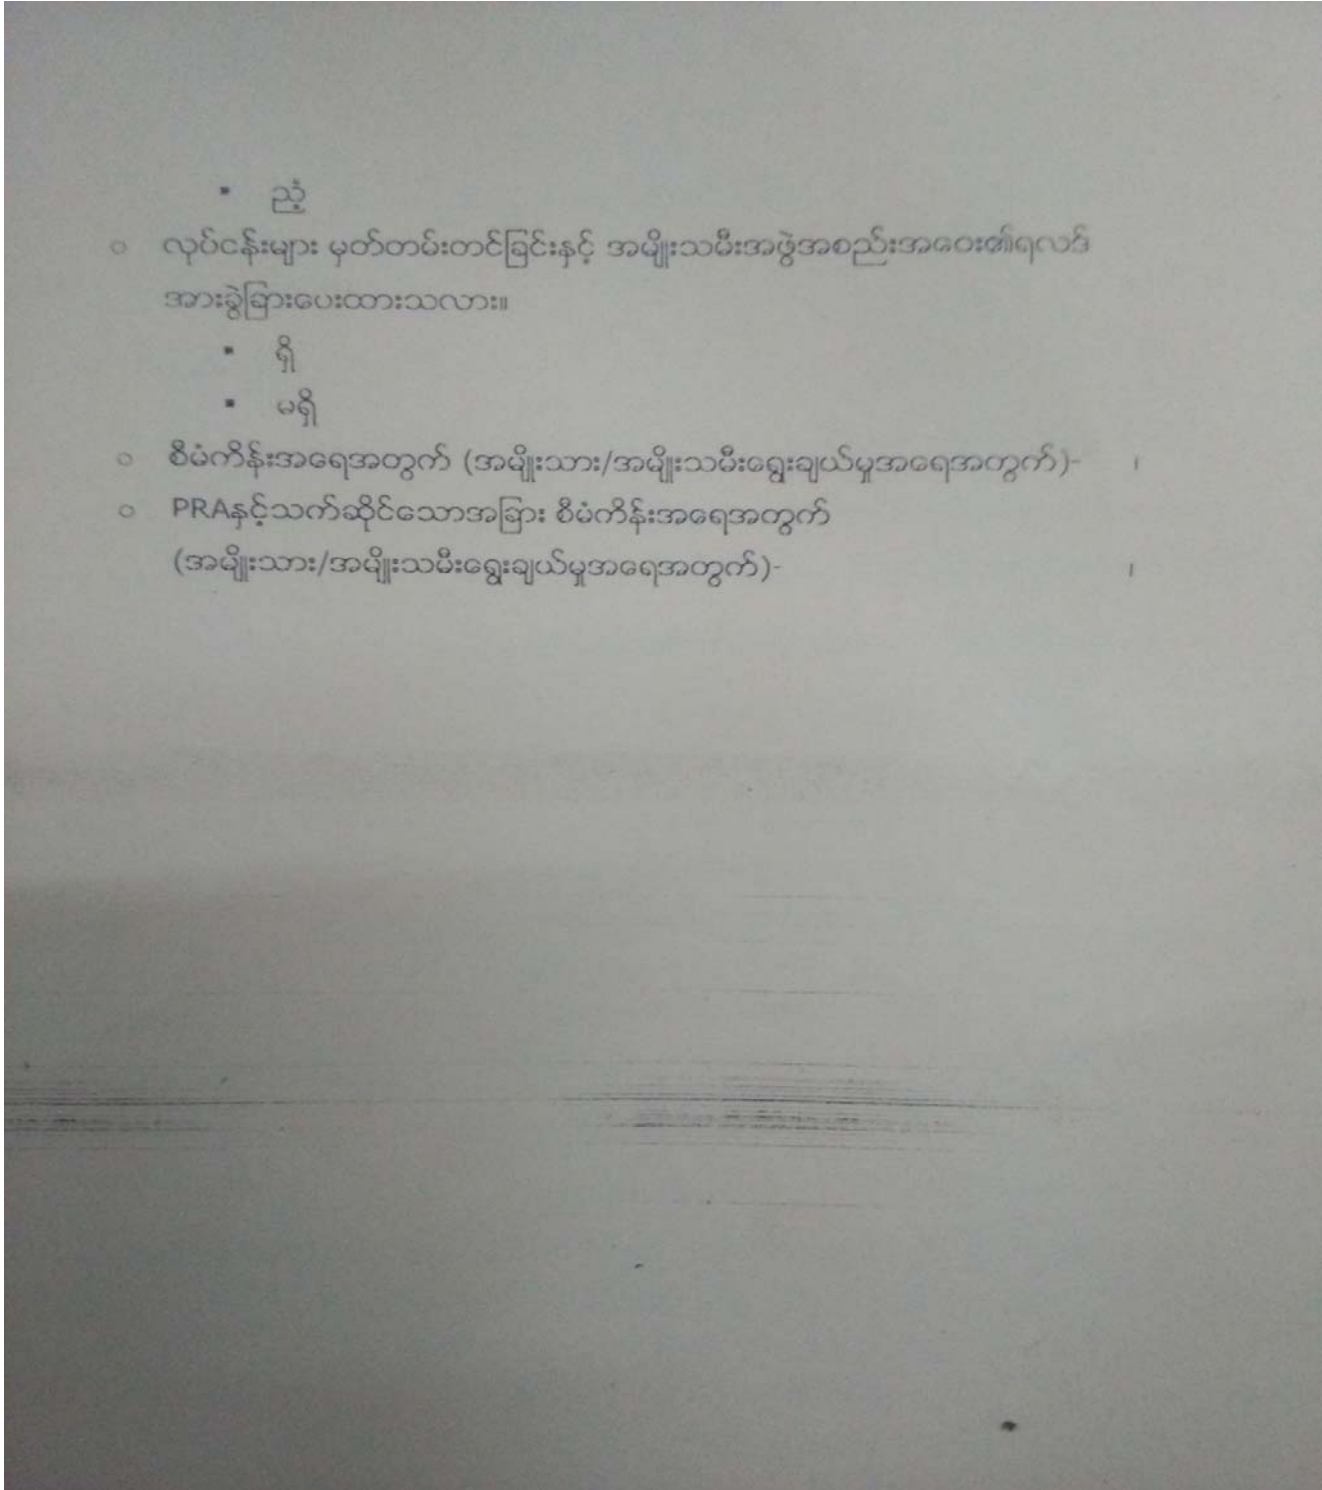 ▪ ညံ့
○ လုပ်ငန်းများ မှတ်တမ်းတင်ခြင်းနှင့် အမျိုးသမီးအဖွဲ့အစည်းအဝေး၏ရလဒ်
အားခွဲခြားပေးထားသလား။
▪ ရှိ
▪ မရှိ
○ စီမံကိန်းအရေအတွက် (အမျိုးသား/အမျိုးသမီးရွေးချယ်မှုအရေအတွက်)- ၊
○ PRAနှင့်သက်ဆိုင်သောအခြား စီမံကိန်းအရေအတွက်
(အမျိုးသား/အမျိုးသမီးရွေးချယ်မှုအရေအတွက်)- ၊